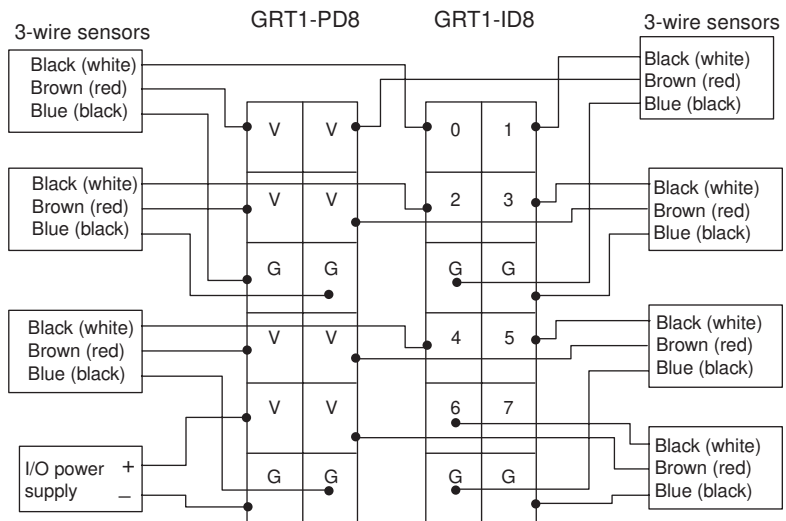 GRT1-PD8 GRT1-ID8
3-wire sensors
3-wire sensors
Black (white)
Brown (red)
Blue (black)
Black (white)
Brown (red)
Blue (black)
V V 0 1
Black (white)
Brown (red)
Blue (black)
V V 2 3
Black (white)
Brown (red)
Blue (black)
G G G G
Black (white)
Brown (red)
Blue (black)
V V 4 5
Black (white)
Brown (red)
Blue (black)
V V 6 7
I/O power +
supply –
G G G G
Black (white)
Brown (red)
Blue (black)